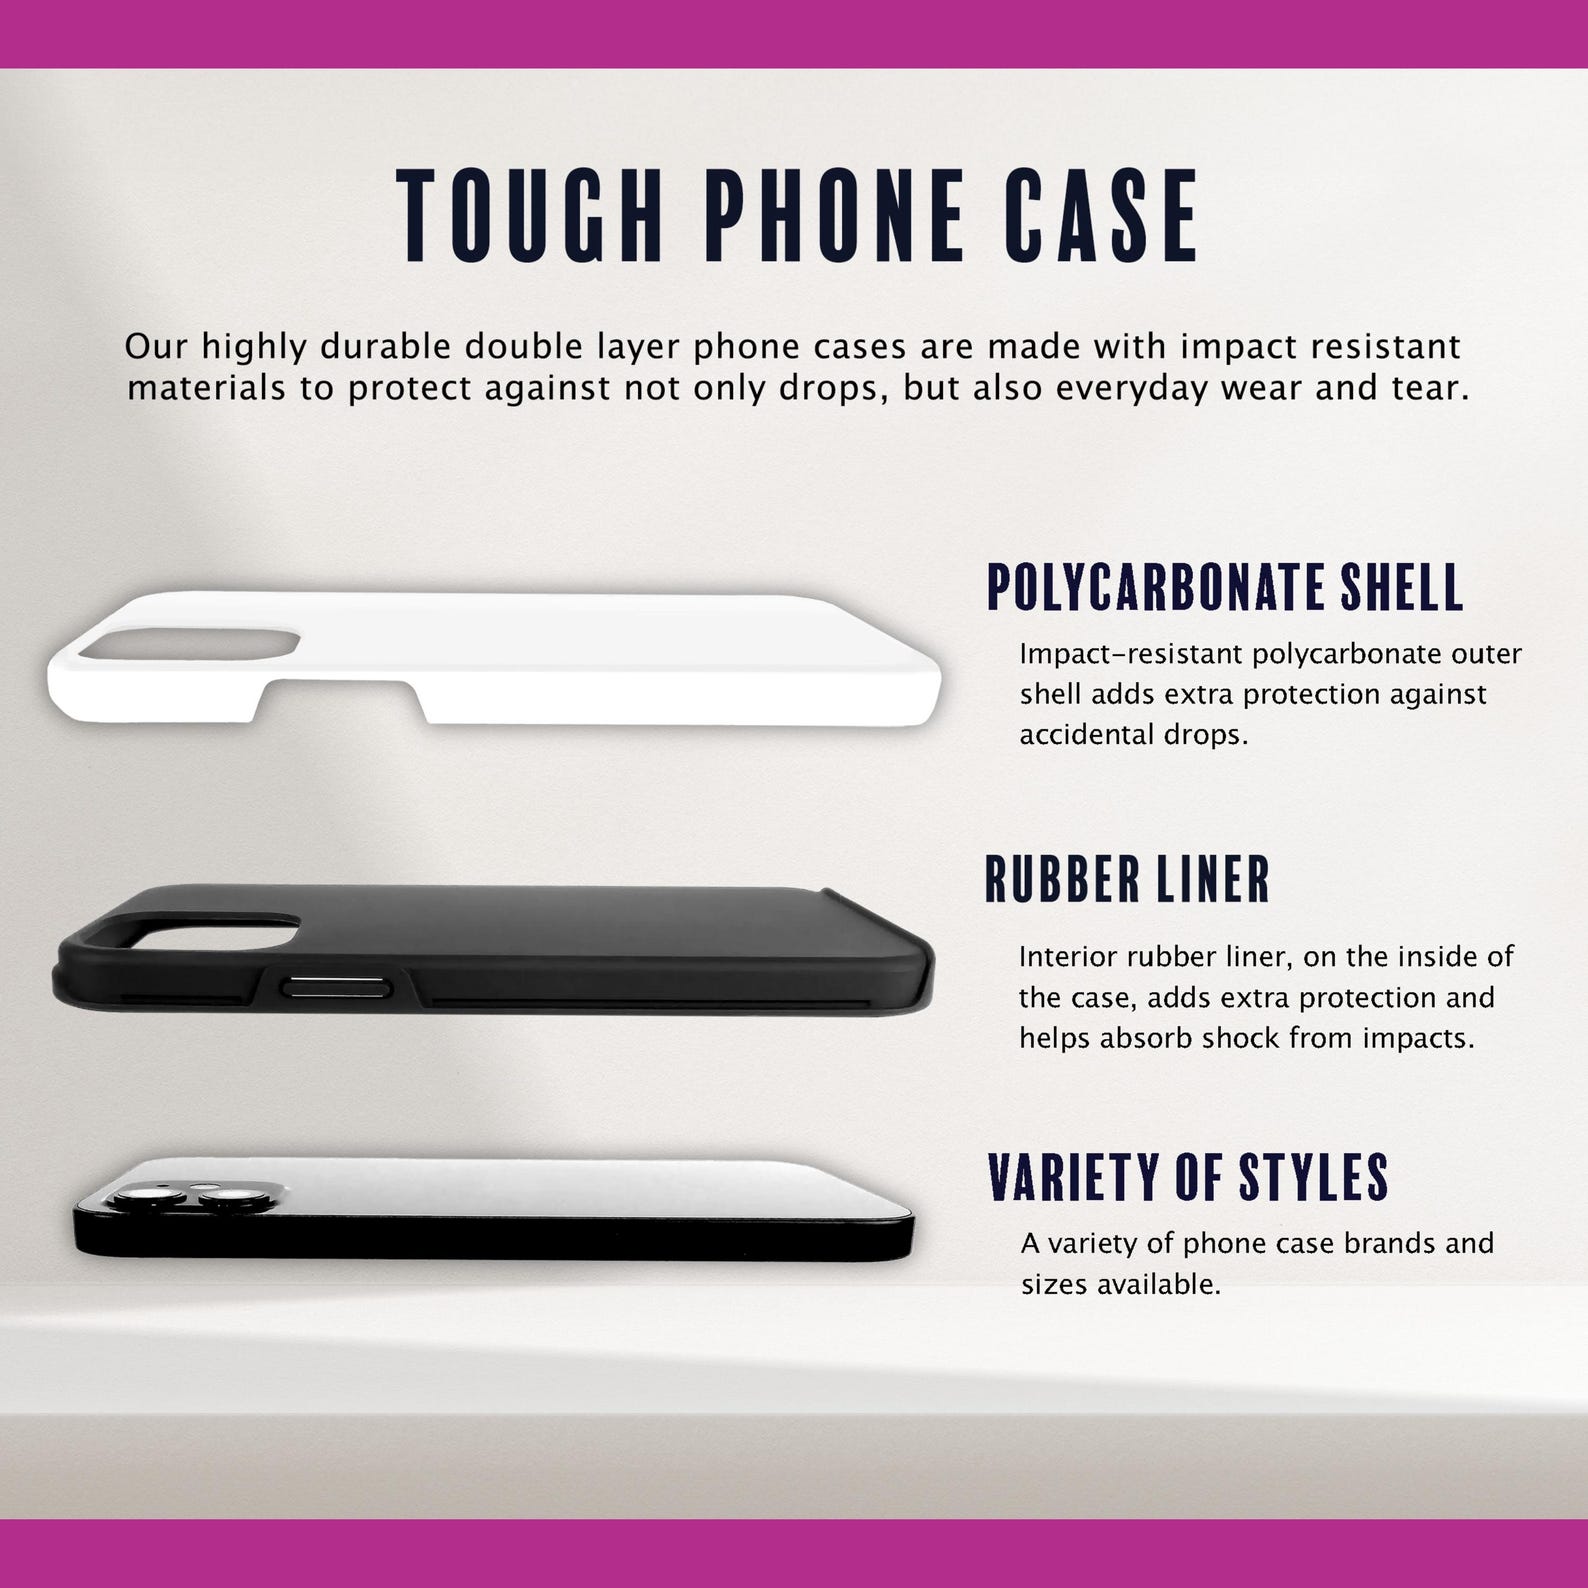 TOUGH PHONE CASE
Our highly durable double layer phone cases are made with impact resistant
materials to protect against not only drops, but also everyday wear and tear.
POLYCARBONATE SHELL
Impact-resistant polycarbonate outer
shell adds extra protection against
accidental drops.
RUBBER LINER
Interior rubber liner, on the inside of
the case, adds extra protection and
helps absorb shock from impacts.
VARIETY OF STYLES
A variety of phone case brands and
sizes available.